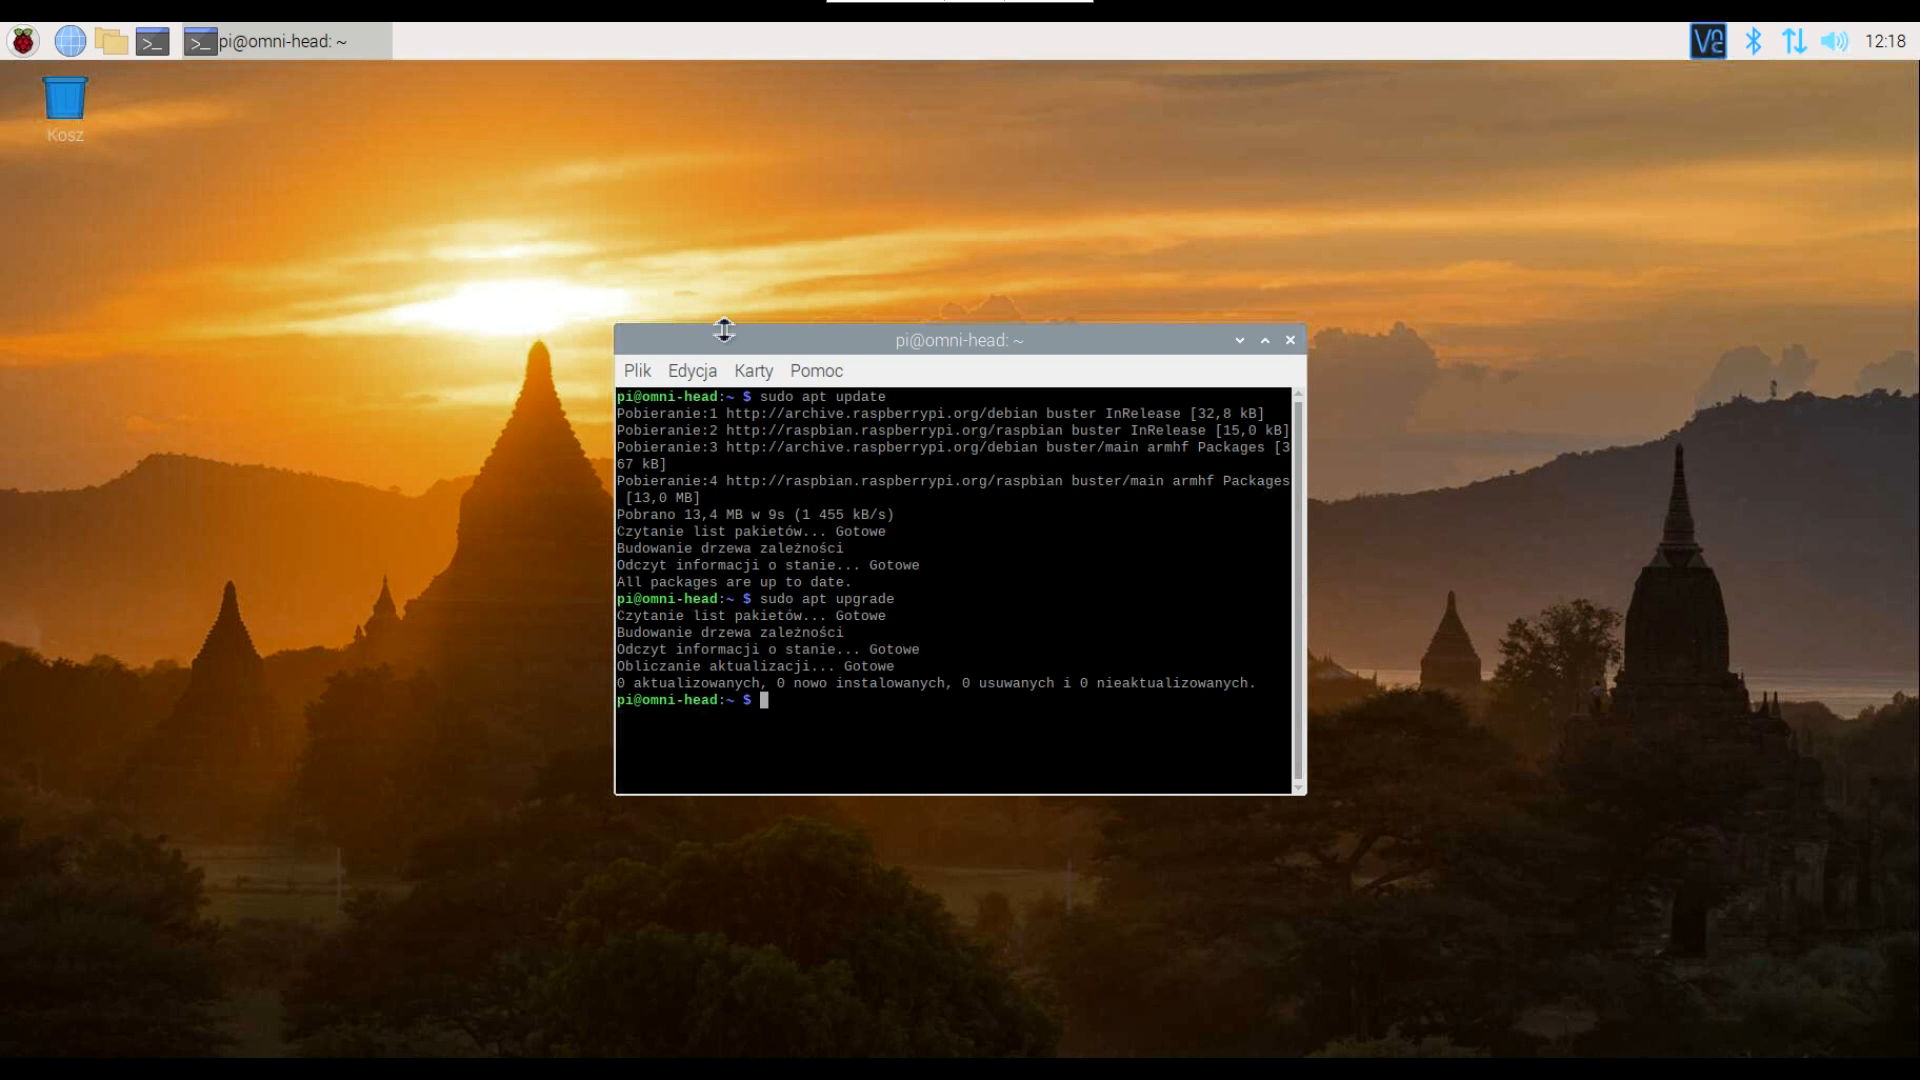 pi@omni-head: ~
V2
12:18
Kosz
pi@omni-head: ~
Plik Edycja Karty Pomoc
pi@omni-head:~ $ sudo apt update
Pobieranie:1 http://archive.raspberrypi.org/debian buster InRelease [32,8 kB]
Pobieranie:2 http://raspbian.raspberrypi.org/raspbian buster InRelease [15,0 kB]
Pobieranie:3 http://archive.raspberrypi.org/debian buster/main armhf Packages [3
67 kB]
Pobieranie:4 http://raspbian.raspberrypi.org/raspbian buster/main armhf Packages
[13,0 MB]
Pobrano 13,4 MB w 9s (1 455 kB/s)
Czytanie list pakietów... Gotowe
Budowanie drzewa zależności
Odczyt informacji o stanie... Gotowe
All packages are up to date.
pi@omni-head:~ $ sudo apt upgrade
Czytanie list pakietów... Gotowe
Budowanie drzewa zależności
Odczyt informacji o stanie... Gotowe
Obliczanie aktualizacji... Gotowe
0 aktualizowanych, 0 nowo instalowanych, 0 usuwanych i 0 nieaktualizowanych.
pi@omni-head:~ $